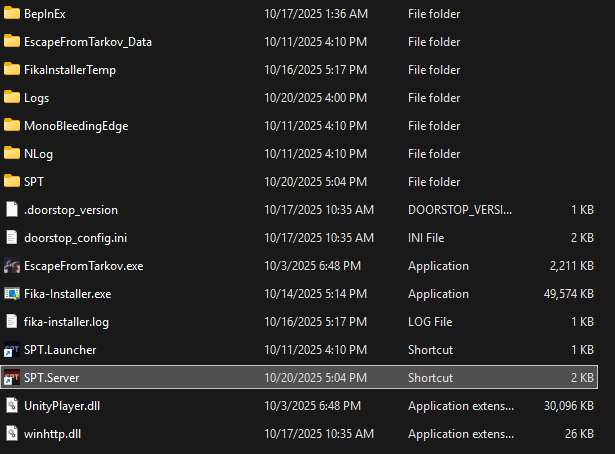 BepInEx 10/17/2025 1:36 AM File folder
EscapeFromTarkov_Data 10/11/2025 4:10 PM File folder
FikaInstallerTemp 10/16/2025 5:17 PM File folder
Logs 10/20/2025 4:00 PM File folder
MonoBleedingEdge 10/11/2025 4:10 PM File folder
NLog 10/11/2025 4:10 PM File folder
SPT 10/20/2025 5:04 PM File folder
.doorstop_version 10/17/2025 10:35 AM DOORSTOP_VERSI... 1 KB
doorstop_config.ini 10/17/2025 10:35 AM INI File 2 KB
EscapeFromTarkov.exe 10/3/2025 6:48 PM Application 2,211 KB
Fika-Installer.exe 10/14/2025 5:14 PM Application 49,574 KB
fika-installer.log 10/16/2025 5:17 PM LOG File 1 KB
SPT.Launcher 10/11/2025 4:10 PM Shortcut 1 KB
SPT.Server 10/20/2025 5:04 PM Shortcut 2 KB
UnityPlayer.dll 10/3/2025 6:48 PM Application extens... 30,096 KB
winhttp.dll 10/17/2025 10:35 AM Application extens... 26 KB